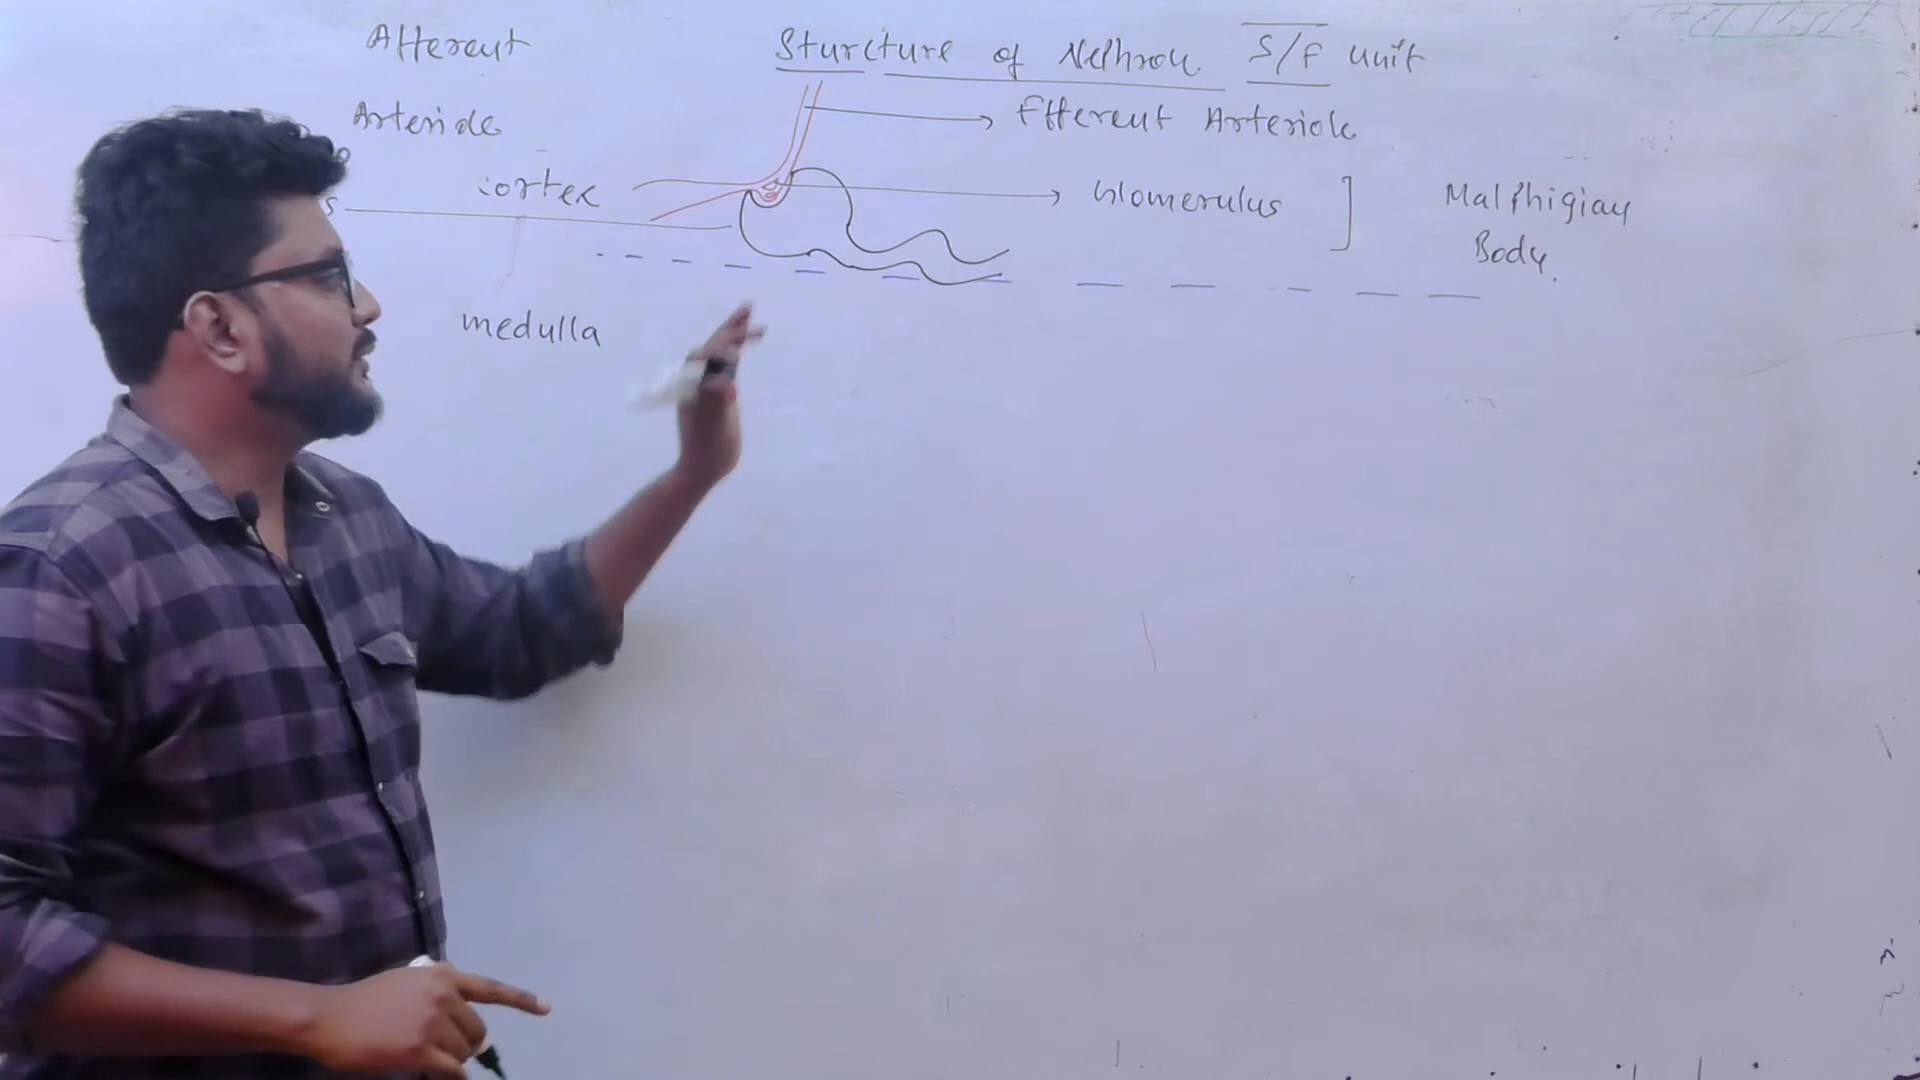 Afferent
Sturcture of Nephron S/F unit
Arteriole
Efferent Arteriole
cortex
Glomerulus ]
Malphigian
Body.
medulla